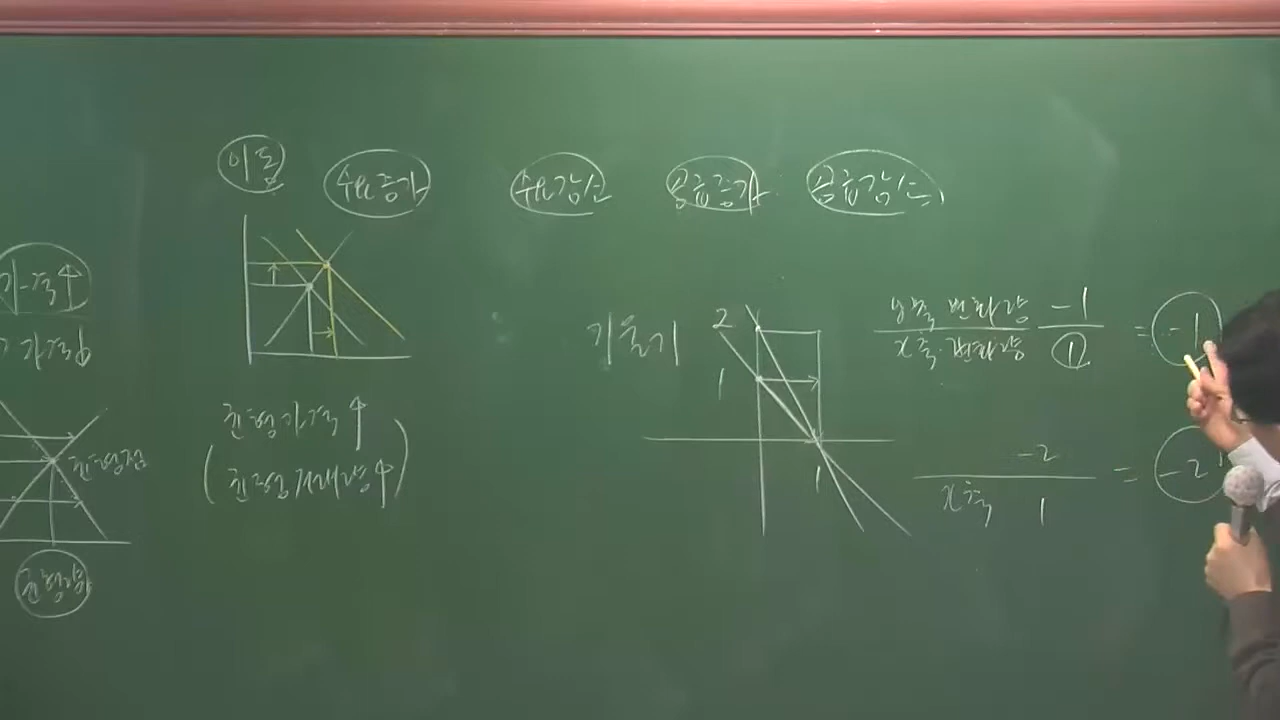 이동
수요증가 수요감소 공급증가 공급감소
가격↑
균형점
균형량
균형가격↑
(균형거래량↑)
기울기
2
1
1
y축 변화량 -1
x축 변화량 1
= -1
-2
x축 1
= -2